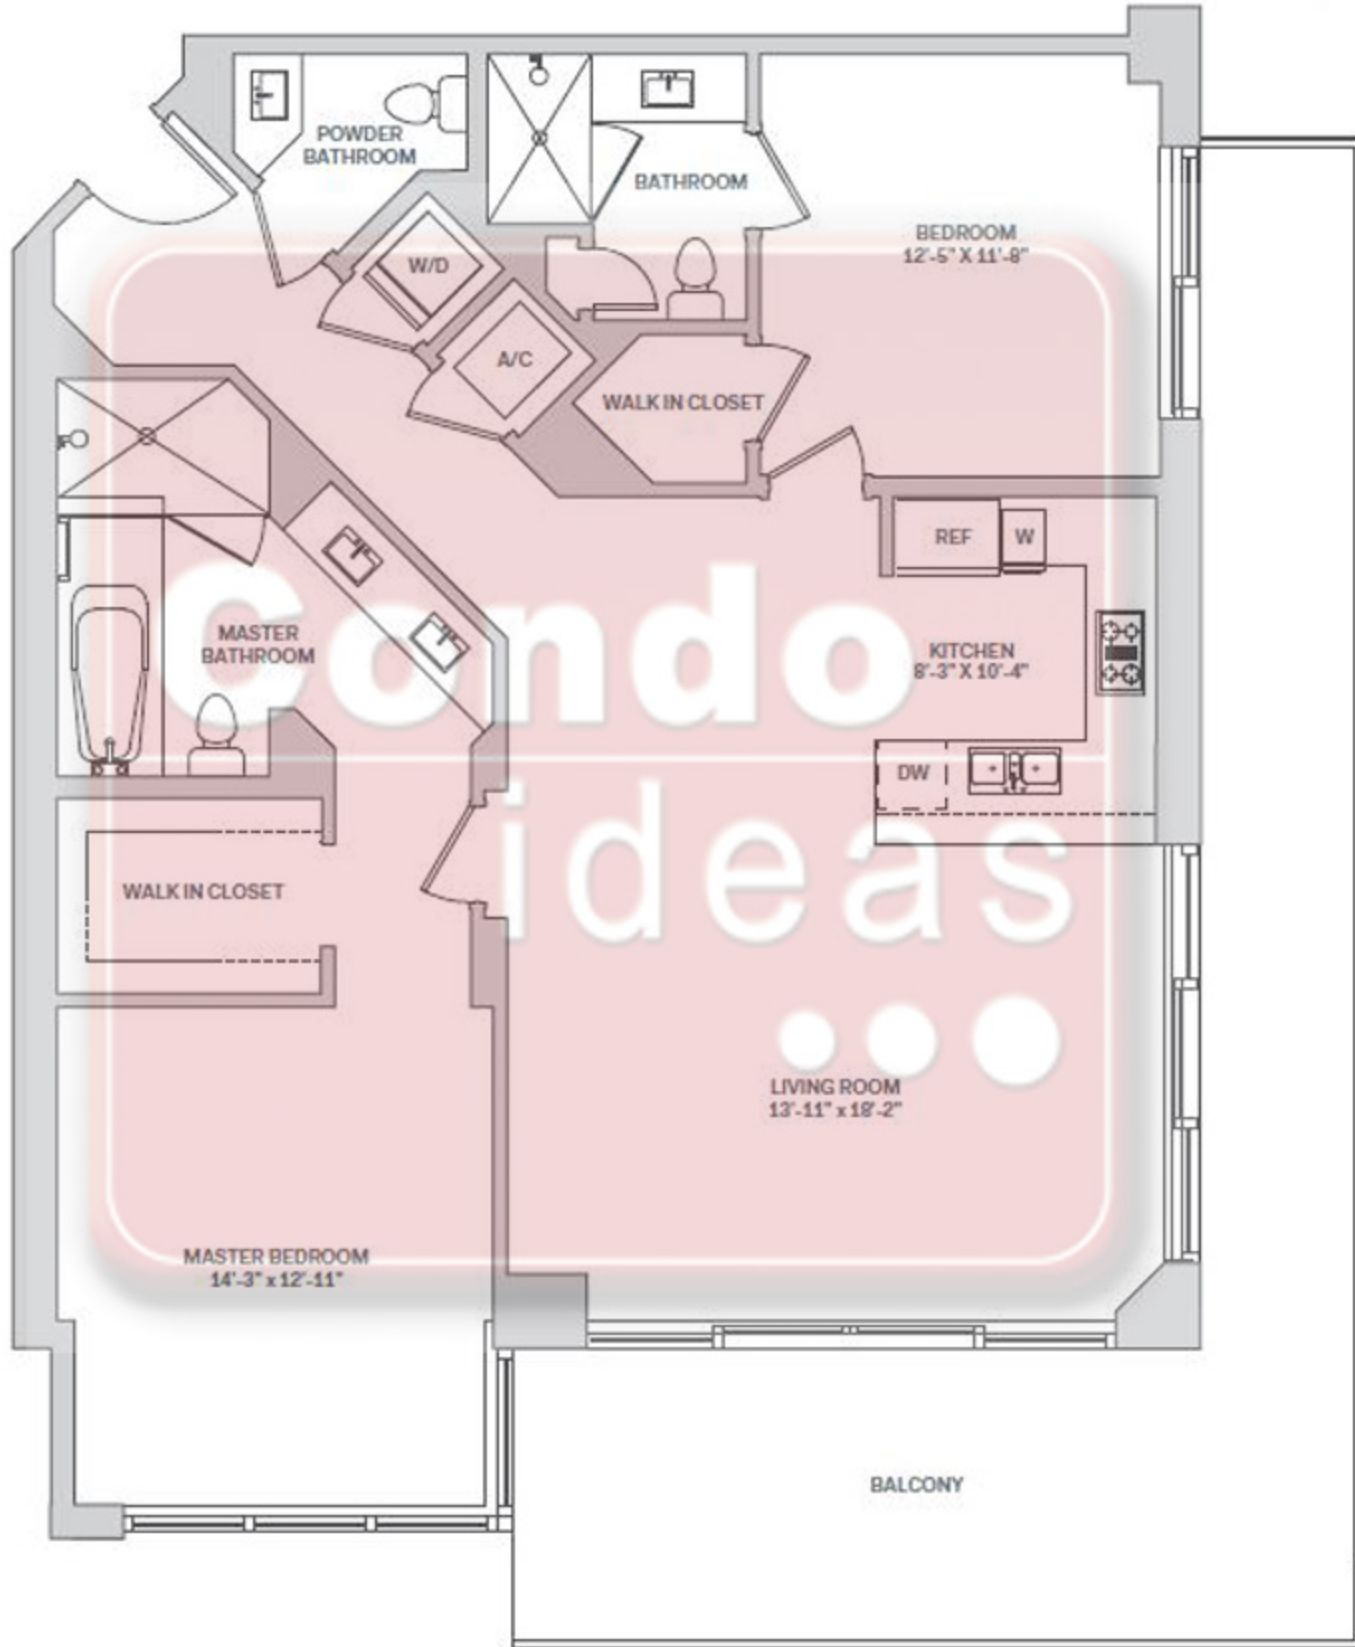 POWDER
BATHROOM
BATHROOM
BEDROOM
12'-5" X 11'-8"
W/D
A/C
WALK IN CLOSET
REF
W
Condo
MASTER
BATHROOM
KITCHEN
8'-3" X 10'-4"
DW
ideas
WALK IN CLOSET
LIVING ROOM
13'-11" x 18'-2"
MASTER BEDROOM
14'-3" x 12'-11"
BALCONY